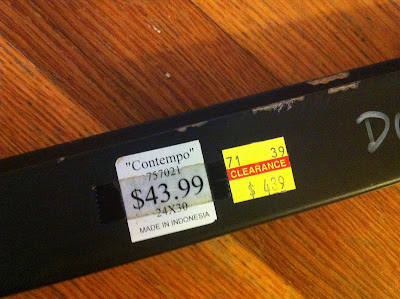 "Contempo"
757021
$43.99
24X30
MADE IN INDONESIA
71 39
CLEARANCE
$ 4.39